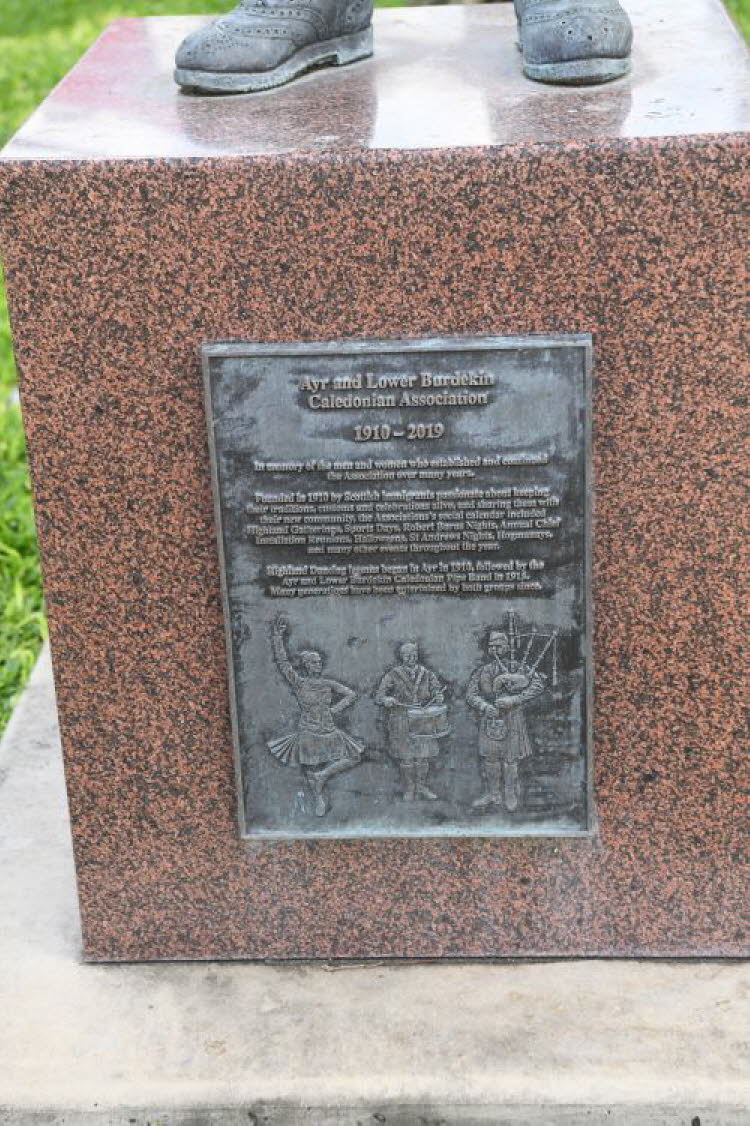 Ayr and Lower Burdekin
Caledonian Association
1910 – 2019
In memory of the men and women who established and continued
the Association over many years.
Founded in 1910 by Scottish immigrants passionate about keeping
their traditions, customs and celebrations alive, and sharing them with
their new community, the Association's social calendar included
Highland Gatherings, Sports Days, Robert Burns Nights, Annual Chief
Installation Reunions, Hallowe'en, St Andrews Nights, Hogmanays,
and many other events throughout the year.
Highland Dancing began in Ayr in 1910, followed by the
Ayr and Lower Burdekin Caledonian Pipe Band in
Many generations have been entertained by both groups since.